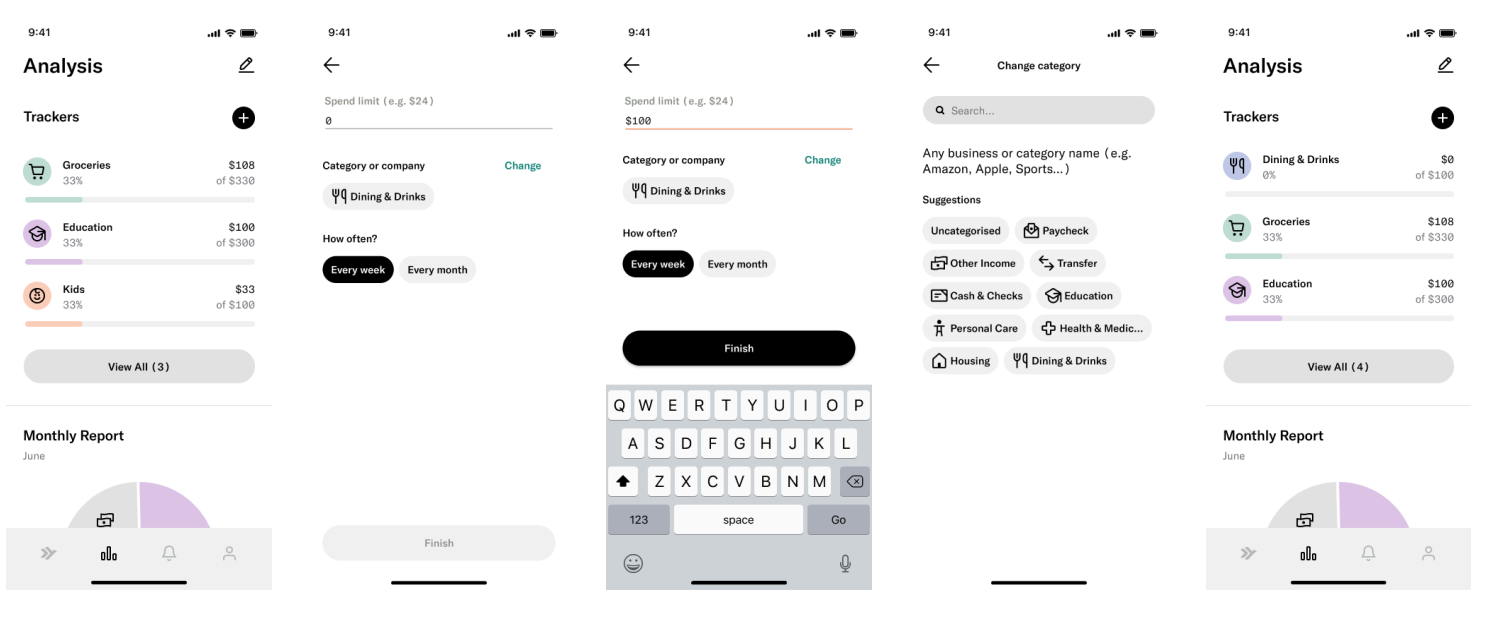 9:41
Analysis
Trackers
Groceries $108
33% of $330
Education $100
33% of $300
Kids $33
33% of $100
View All (3)
Monthly Report
June
9:41
Spend limit (e.g. $24)
0
Category or company Change
Dining & Drinks
How often?
Every week Every month
Finish
9:41
Spend limit (e.g. $24)
$100
Category or company Change
Dining & Drinks
How often?
Every week Every month
Finish
Q W E R T Y U I O P
A S D F G H J K L
Z X C V B N M
123 space Go
9:41
Change category
Search...
Any business or category name (e.g.
Amazon, Apple, Sports...)
Suggestions
Uncategorised Paycheck
Other Income Transfer
Cash & Checks Education
Personal Care Health & Medic...
Housing Dining & Drinks
9:41
Analysis
Trackers
Dining & Drinks $0
0% of $100
Groceries $108
33% of $330
Education $100
33% of $300
View All (4)
Monthly Report
June